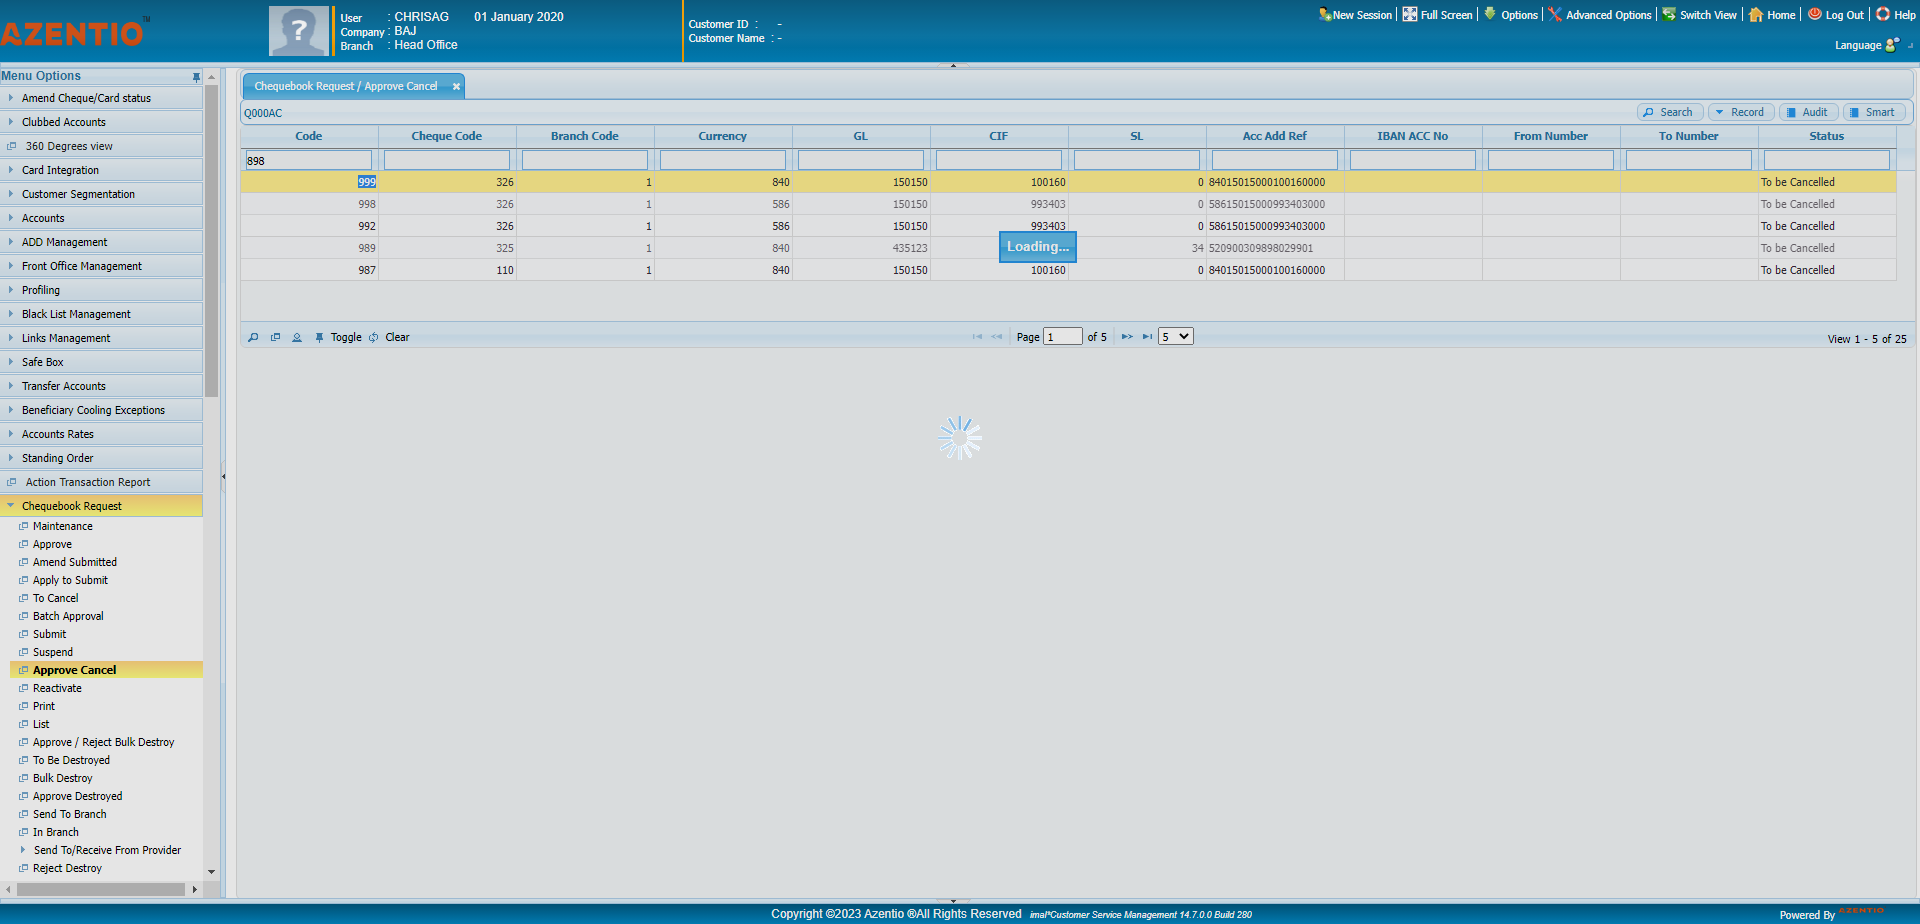 AZENTIO™
User : CHRISAG 01 January 2020
Company : BAJ
Branch : Head Office
Customer ID : -
Customer Name : -
New Session Full Screen Options Advanced Options Switch View Home Log Out Help
Language
Menu Options
Amend Cheque/Card status
Clubbed Accounts
360 Degrees view
Card Integration
Customer Segmentation
Accounts
ADD Management
Front Office Management
Profiling
Black List Management
Links Management
Safe Box
Transfer Accounts
Beneficiary Cooling Exceptions
Accounts Rates
Standing Order
Action Transaction Report
Chequebook Request
Maintenance
Approve
Amend Submitted
Apply to Submit
To Cancel
Batch Approval
Submit
Suspend
Approve Cancel
Reactivate
Print
List
Approve / Reject Bulk Destroy
To Be Destroyed
Bulk Destroy
Approve Destroyed
Send To Branch
In Branch
Send To/Receive From Provider
Reject Destroy
Chequebook Request / Approve Cancel
Q000AC
Search Record Audit Smart
Code Cheque Code Branch Code Currency GL CIF SL Acc Add Ref IBAN ACC No From Number To Number Status
898
999 326 1 840 150150 100160 0 84015015000100160000 To be Cancelled
998 326 1 586 150150 993403 0 58615015000993403000 To be Cancelled
992 326 1 586 150150 993403 0 58615015000993403000 To be Cancelled
989 325 1 840 435123 34 520900309898029901 To be Cancelled
987 110 1 840 150150 100160 0 84015015000100160000 To be Cancelled
Loading...
Toggle Clear
Page 1 of 5 5
View 1 - 5 of 25
Copyright ©2023 Azentio ®All Rights Reserved imal®Customer Service Management 14.7.0.0 Build 280
Powered By AZENTIO